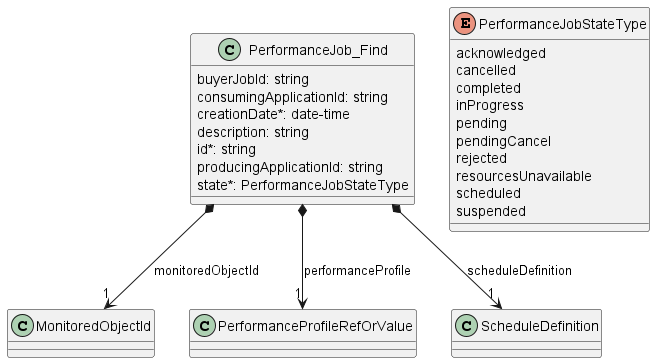 C PerformanceJob_Find
buyerJobId: string
consumingApplicationId: string
creationDate*: date-time
description: string
id*: string
producingApplicationId: string
state*: PerformanceJobStateType
E PerformanceJobStateType
acknowledged
cancelled
completed
inProgress
pending
pendingCancel
rejected
resourcesUnavailable
scheduled
suspended
monitoredObjectId
performanceProfile
scheduleDefinition
1
1
1
C MonitoredObjectId
C PerformanceProfileRefOrValue
C ScheduleDefinition